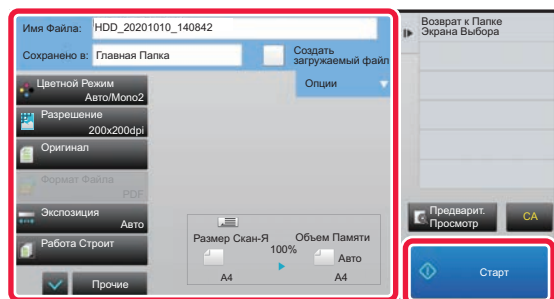 Имя Файла: HDD_20201010_140842
Сохранено в: Главная Папка
Создать
загружаемый файл
Опции
Цветной Режим
Авто/Mono2
Разрешение
200x200dpi
Оригинал
Формат Файла
PDF
Экспозиция
Авто
Работа Строит
Прочие
Размер Скан-Я
100%
Объем Памяти
Авто
A4
A4
Возврат к Папке
Экрана Выбора
Предварит.
Просмотр
CA
Старт